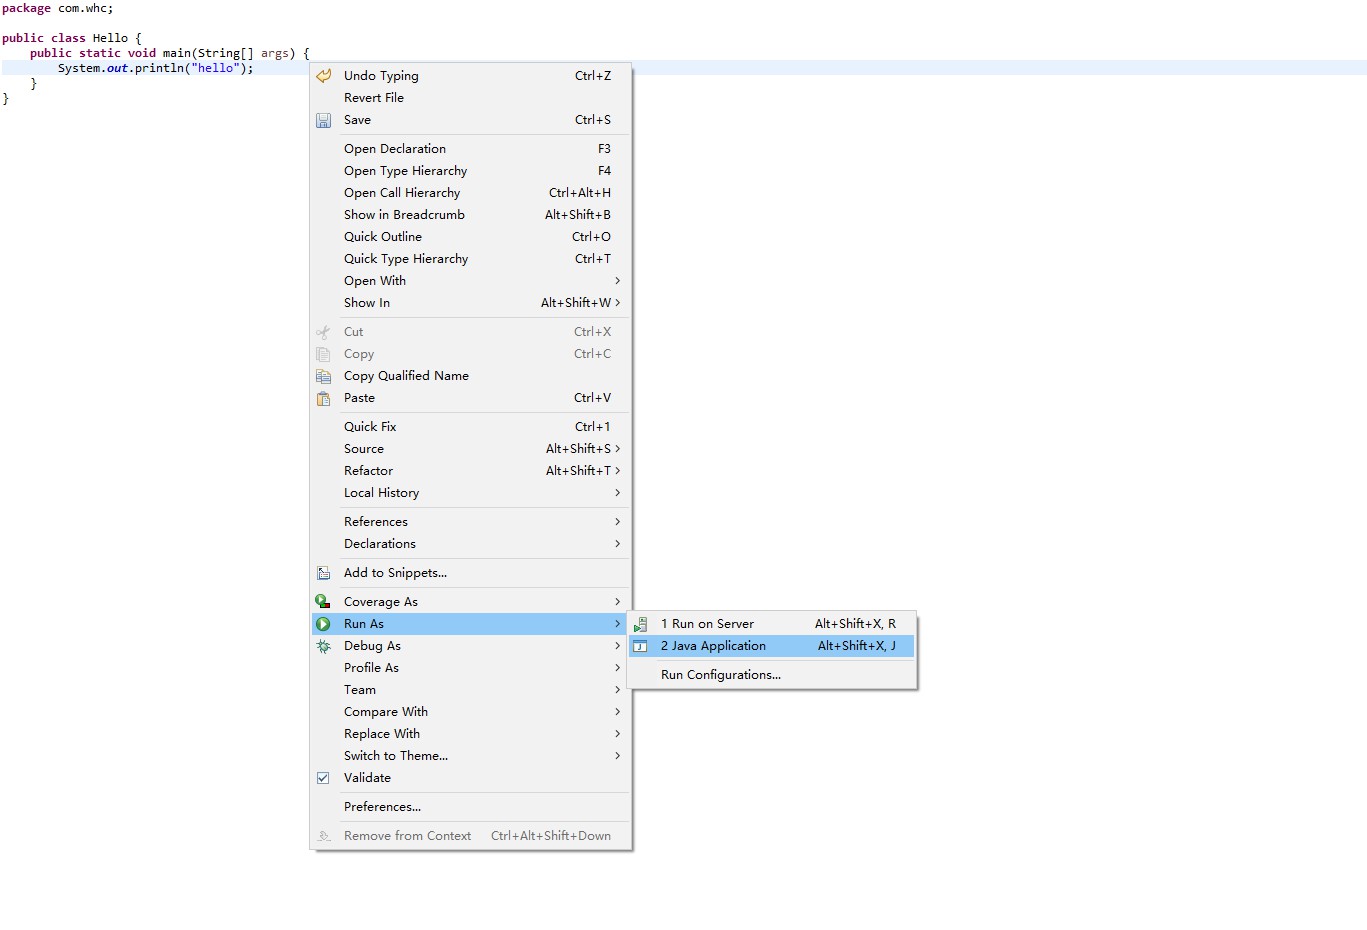 package com.whc;
public class Hello {
public static void main(String[] args) {
System.out.println("hello");
}
}
Undo Typing Ctrl+Z
Revert File
Save Ctrl+S
Open Declaration F3
Open Type Hierarchy F4
Open Call Hierarchy Ctrl+Alt+H
Show in Breadcrumb Alt+Shift+B
Quick Outline Ctrl+O
Quick Type Hierarchy Ctrl+T
Open With
Show In Alt+Shift+W
Cut Ctrl+X
Copy Ctrl+C
Copy Qualified Name
Paste Ctrl+V
Quick Fix Ctrl+1
Source Alt+Shift+S
Refactor Alt+Shift+T
Local History
References
Declarations
Add to Snippets...
Coverage As
Run As
Debug As
Profile As
Team
Compare With
Replace With
Switch to Theme...
Validate
Preferences...
Remove from Context Ctrl+Alt+Shift+Down
1 Run on Server Alt+Shift+X, R
2 Java Application Alt+Shift+X, J
Run Configurations...